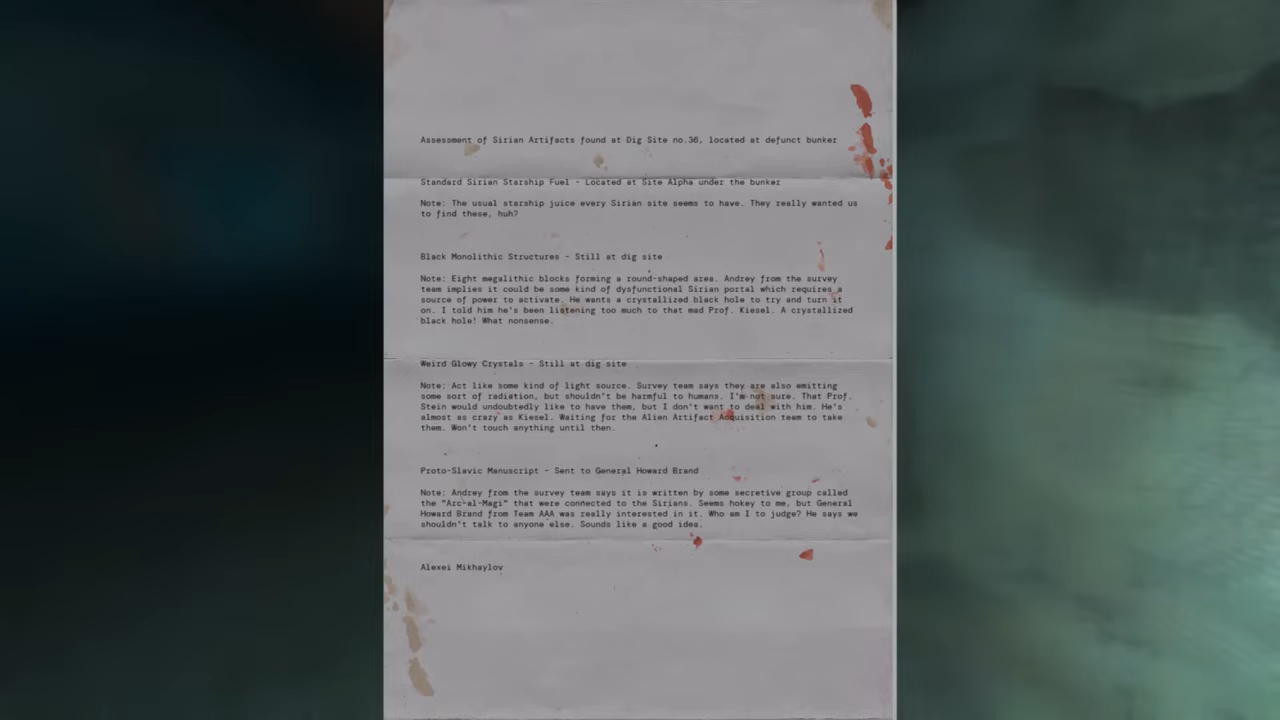 Assessment of Sirian Artifacts found at Dig Site no.36, located at defunct bunker
Standard Sirian Starship Fuel - Located at Site Alpha under the bunker
Note: The usual starship juice every Sirian site seems to have. They really wanted us
to find these, huh?
Black Monolithic Structures - Still at dig site
Note: Eight megalithic blocks forming a round-shaped area. Andrey from the survey
team implies it could be some kind of dysfunctional Sirian portal which requires a
source of power to activate. He wants a crystallized black hole to try and turn it
on. I told him he's been listening too much to that mad Prof. Kiesel. A crystallized
black hole! What nonsense.
Weird Glowy Crystals - Still at dig site
Note: Act like some kind of light source. Survey team says they are also emitting
some sort of radiation, but shouldn't be harmful to humans. I'm not sure. That Prof.
Stein would undoubtedly like to have them, but I don't want to deal with him. He's
almost as crazy as Kiesel. Waiting for the Alien Artifact Acquisition team to take
them. Won't touch anything until then.
Proto-Slavic Manuscript - Sent to General Howard Brand
Note: Andrey from the survey team says it is written by some secretive group called
the "Arc-al-Magi" that were connected to the Sirians. Seems hokey to me, but General
Howard Brand from Team AAA was really interested in it. Who am I to judge? He says we
shouldn't talk to anyone else. Sounds like a good idea.
Alexei Mikhaylov